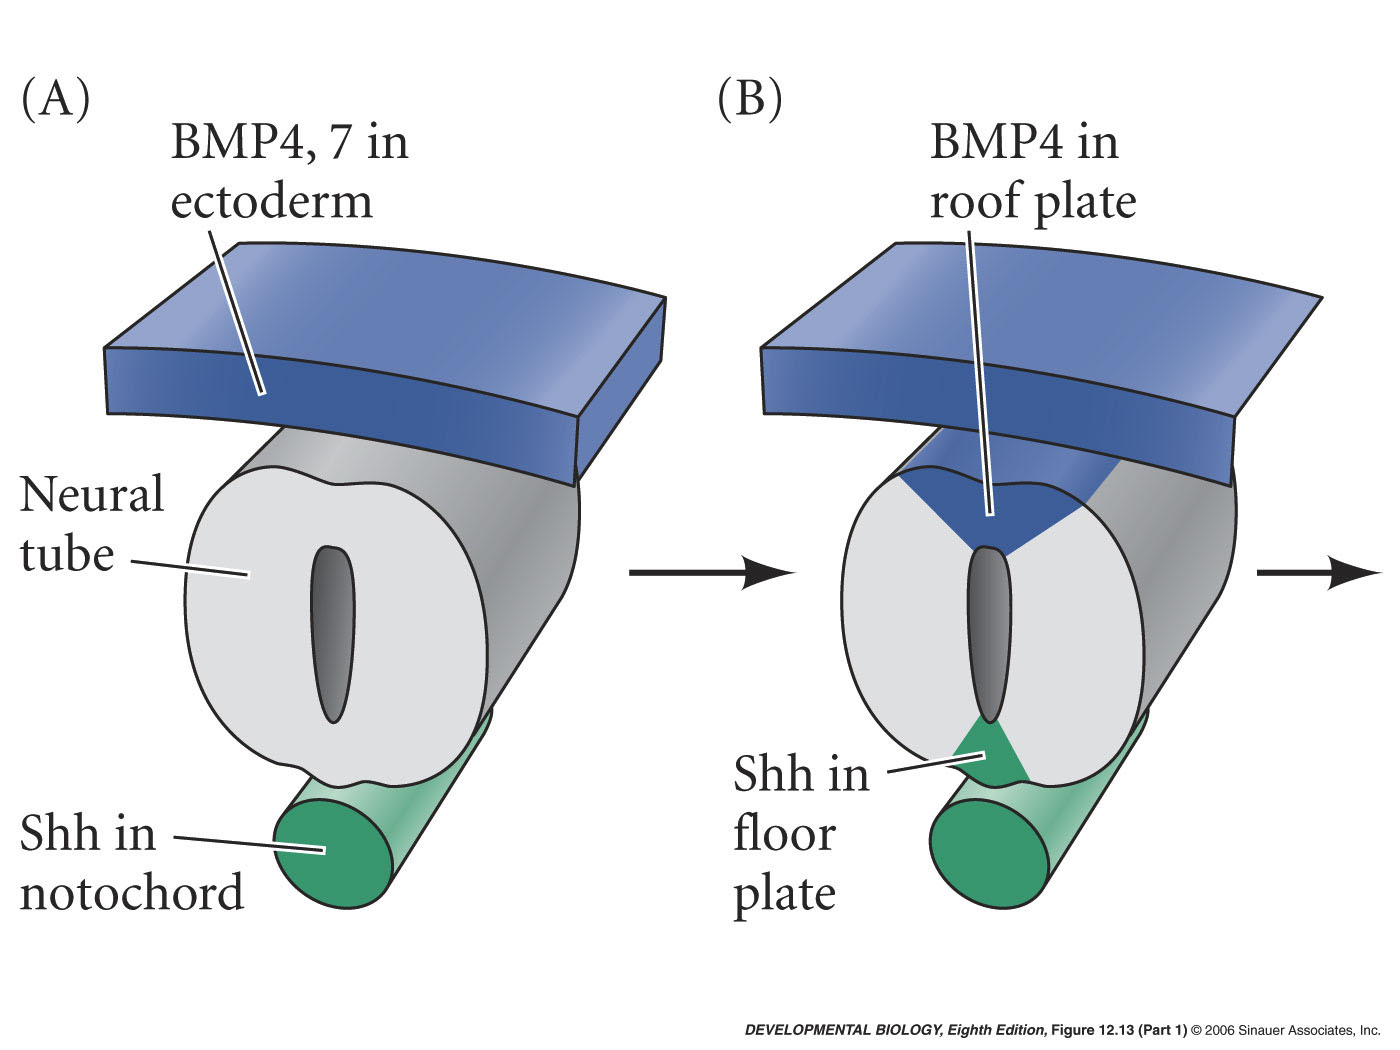 (A)
BMP4, 7 in
ectoderm
Neural
tube
Shh in
notochord
(B)
BMP4 in
roof plate
Shh in
floor
plate
DEVELOPMENTAL BIOLOGY, Eighth Edition, Figure 12.13 (Part 1) © 2006 Sinauer Associates, Inc.